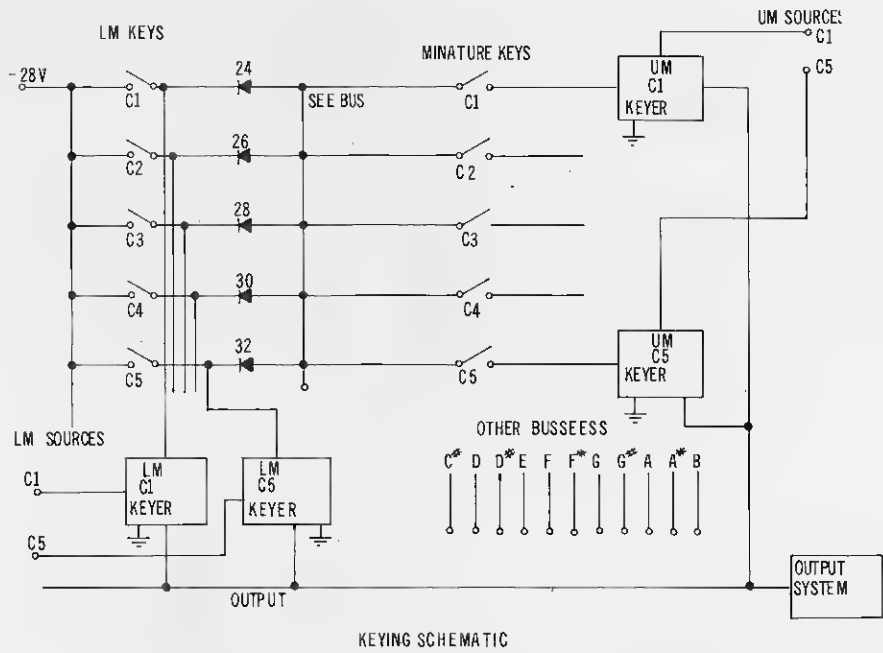 LM KEYS
UM SOURCES
C1
C5
-28V
MINATURE KEYS
24
C1
SEE BUS
C1
UM
C1
KEYER
26
C2
C2
28
C3
C3
30
C4
C4
32
C5
C5
UM
C5
KEYER
LM SOURCES
C1
C5
LM
C1
KEYER
LM
C5
KEYER
OTHER BUSSEESS
C# D D# E F F# G G# A A# B
OUTPUT
OUTPUT
SYSTEM
KEYING SCHEMATIC